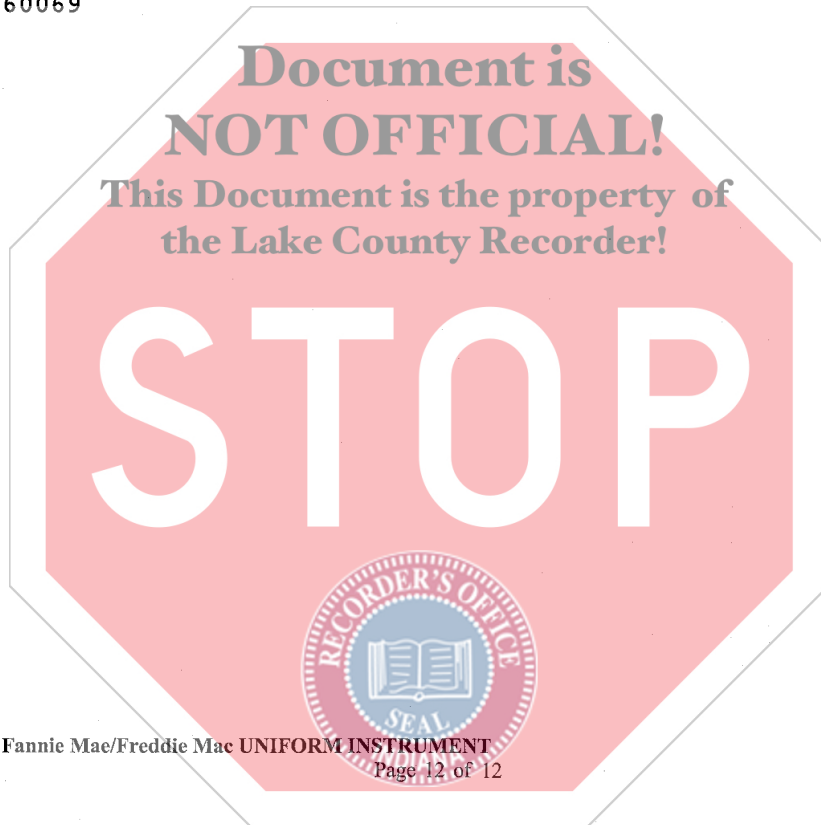 60069
Document is
NOT OFFICIAL!
This Document is the property of
the Lake County Recorder!
STOP
RECORDER'S OFFICE
SEAL
INDIANA
Fannie Mae/Freddie Mac UNIFORM INSTRUMENT
Page 12 of 12